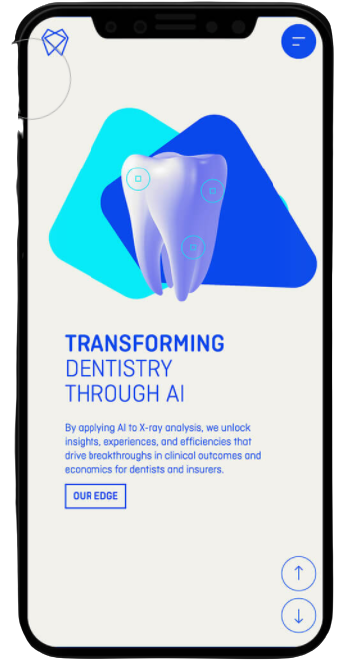 TRANSFORMING
DENTISTRY
THROUGH AI
By applying AI to X-ray analysis, we unlock
insights, experiences, and efficiencies that
drive breakthroughs in clinical outcomes and
economics for dentists and insurers.
OUR EDGE